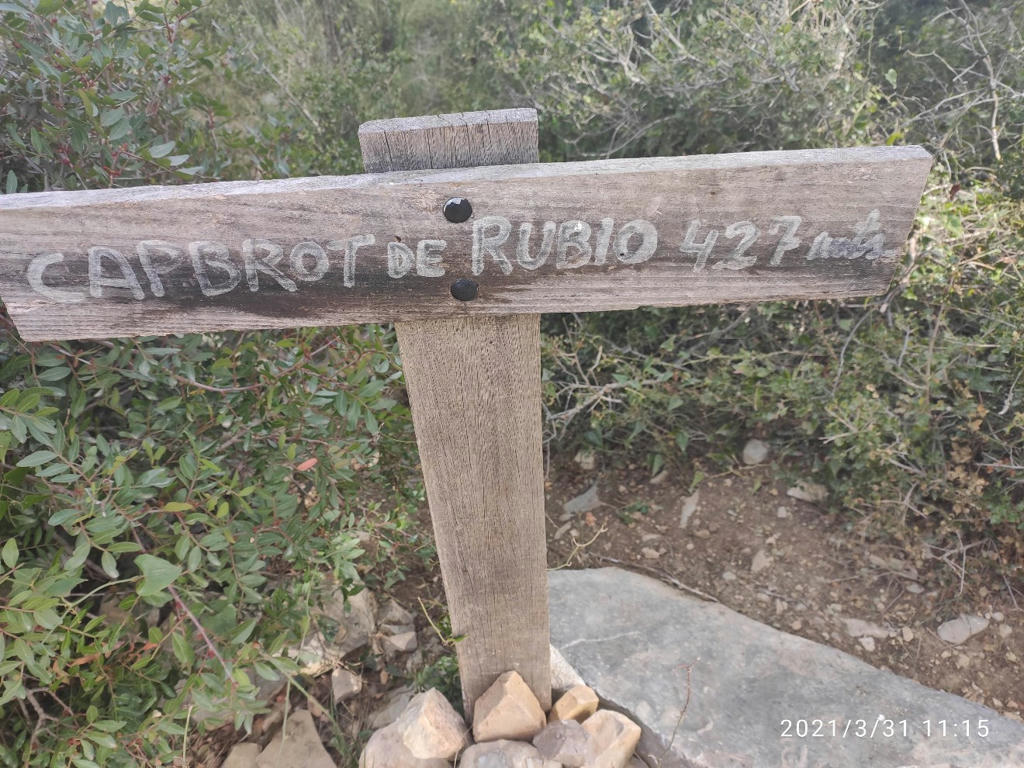 CAPBROT DE RUBIO 427 mts
2021/3/31 11:15